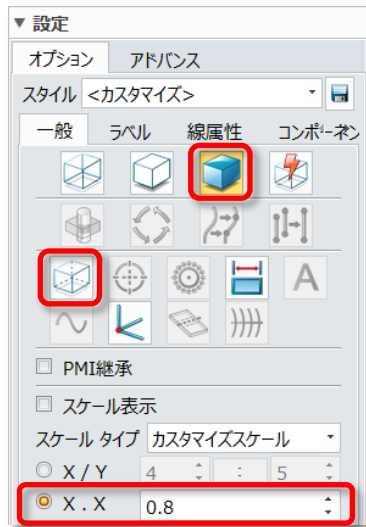 ▼ 設定
オプション アドバンス
スタイル <カスタマイズ>
一般 ラベル 線属性 コンポーネン
A
PMI継承
スケール表示
スケール タイプ カスタマイズスケール
X / Y 4 : 5
X . X 0.8